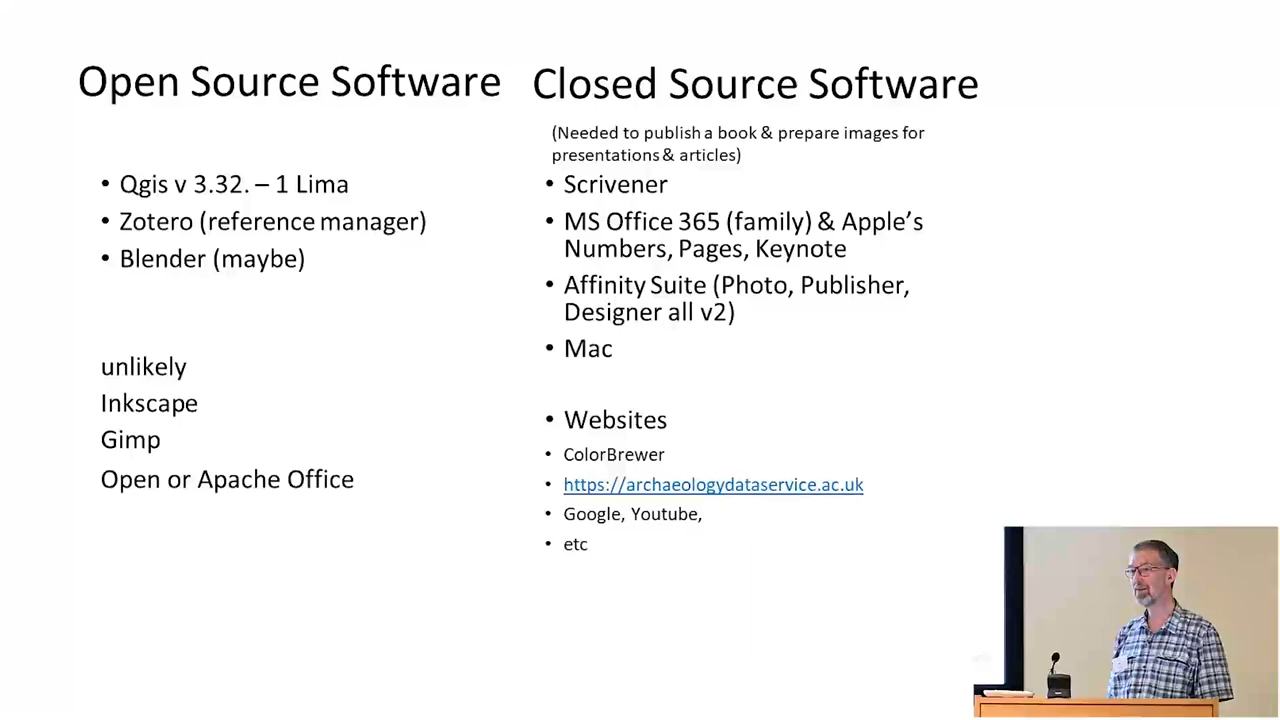 Open Source Software
• Qgis v 3.32. – 1 Lima
• Zotero (reference manager)
• Blender (maybe)
unlikely
Inkscape
Gimp
Open or Apache Office
Closed Source Software
(Needed to publish a book & prepare images for
presentations & articles)
• Scrivener
• MS Office 365 (family) & Apple’s
Numbers, Pages, Keynote
• Affinity Suite (Photo, Publisher,
Designer all v2)
• Mac
• Websites
• ColorBrewer
• https://archaeologydataservice.ac.uk
• Google, Youtube,
• etc